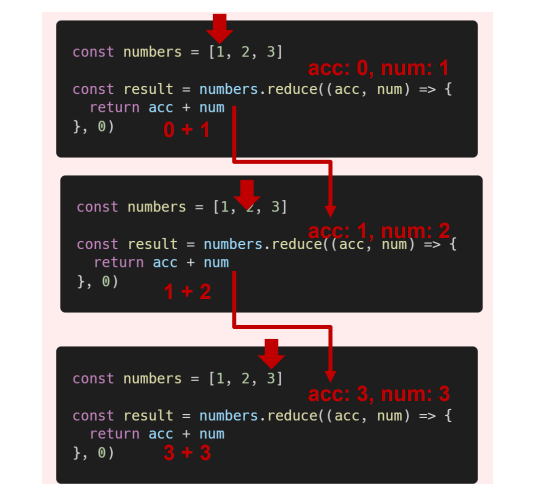 const numbers = [1, 2, 3]
acc: 0, num: 1
const result = numbers.reduce((acc, num) => {
return acc + num
}, 0)
0 + 1
const numbers = [1, 2, 3]
acc: 1, num: 2
const result = numbers.reduce((acc, num) => {
return acc + num
}, 0)
1 + 2
const numbers = [1, 2, 3]
acc: 3, num: 3
const result = numbers.reduce((acc, num) => {
return acc + num
}, 0)
3 + 3